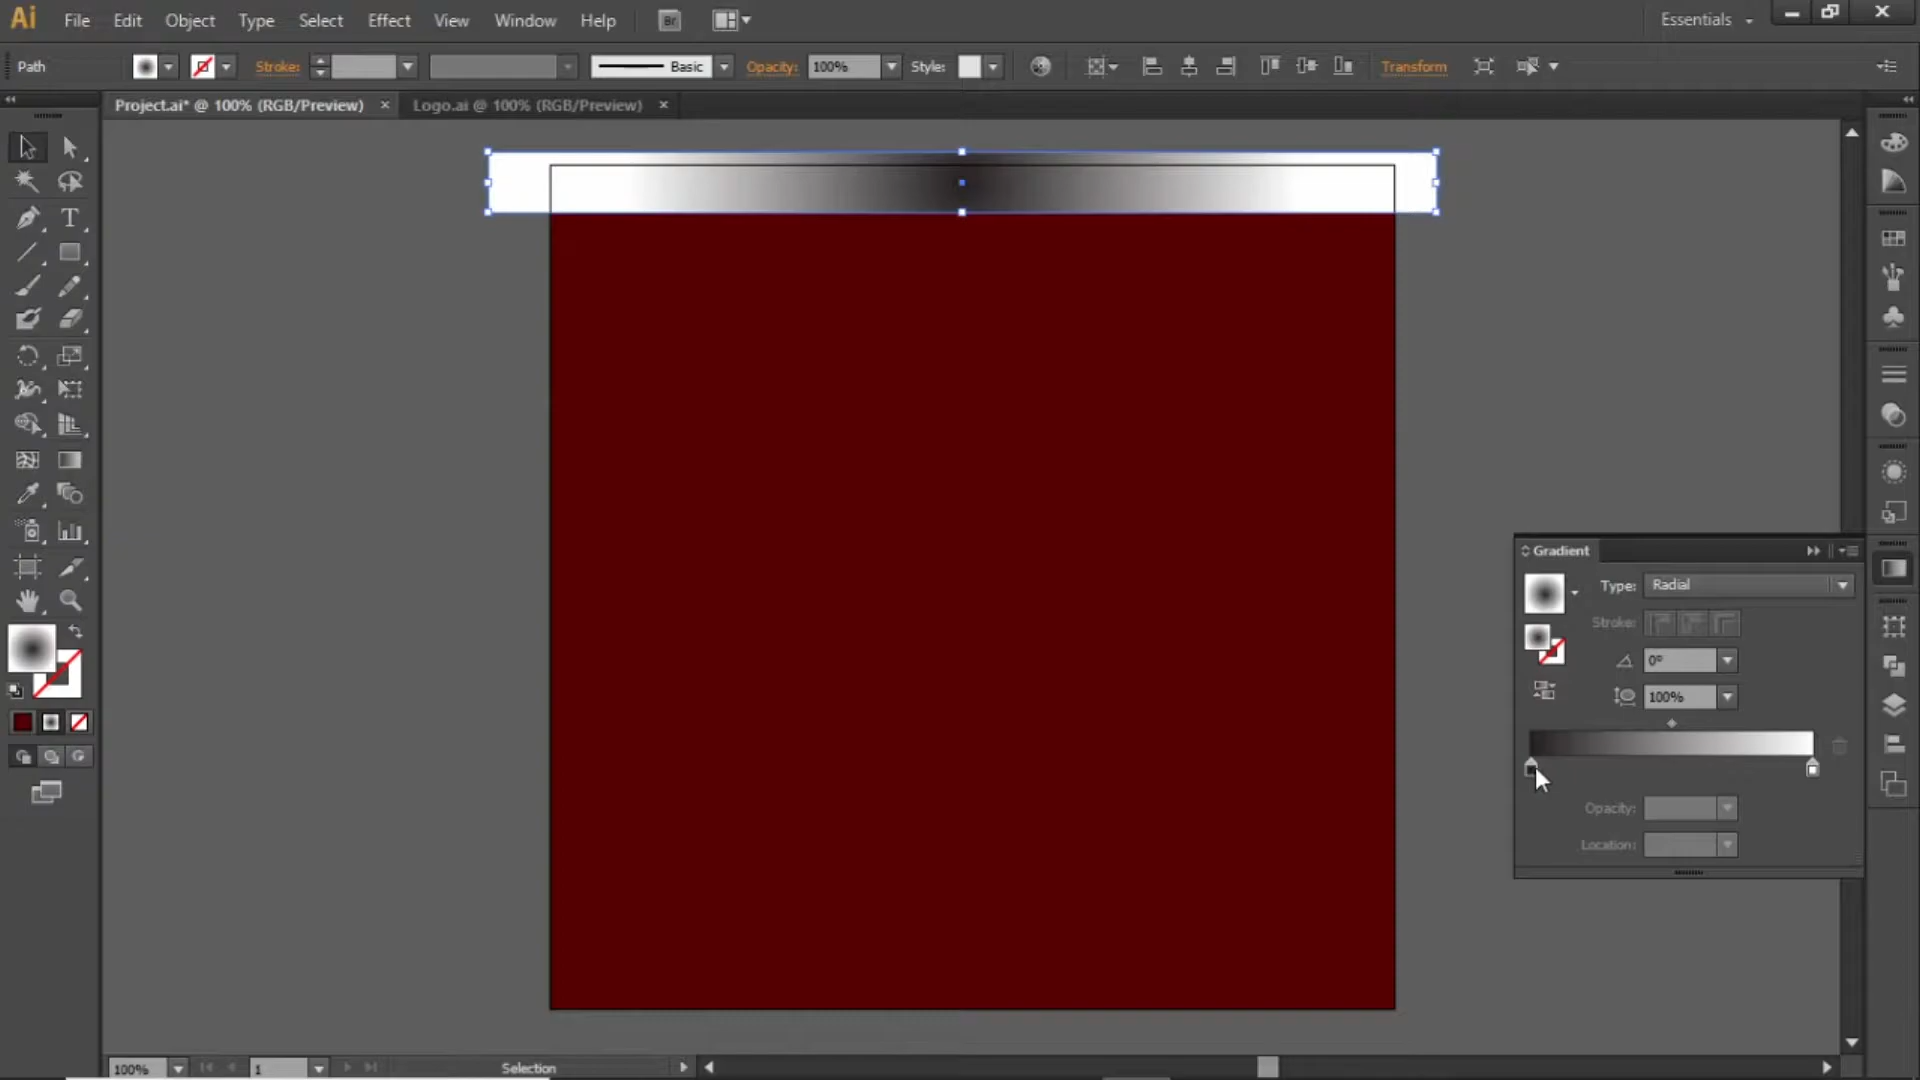 Ai File Edit Object Type Select Effect View Window Help Br Essentials
Path Stroke: Basic Opacity: 100% Style: Transform
Project.ai* @ 100% (RGB/Preview) × Logo.ai @ 100% (RGB/Preview) ×
T
Gradient
Type: Radial
Stroke:
0°
100%
Opacity:
Location:
100% 1 Selection